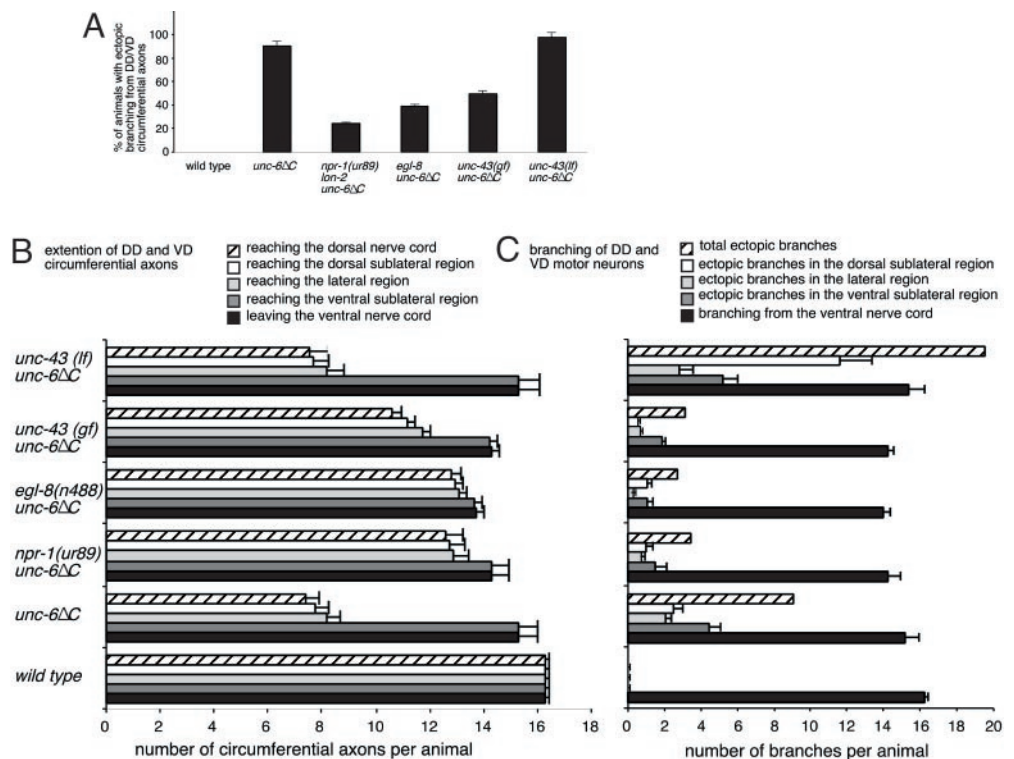 A
% of animals with ectopic
branching from DD/VD
circumferential axons
100
80
60
40
20
0
wild type
unc-6ΔC
npr-1(ur89)
lon-2
unc-6ΔC
egl-8
unc-6ΔC
unc-43(gf)
unc-6ΔC
unc-43(lf)
unc-6ΔC
B
extention of DD and VD
circumferential axons
reaching the dorsal nerve cord
reaching the dorsal sublateral region
reaching the lateral region
reaching the ventral sublateral region
leaving the ventral nerve cord
unc-43 (lf)
unc-6ΔC
unc-43 (gf)
unc-6ΔC
egl-8(n488)
unc-6ΔC
npr-1(ur89)
unc-6ΔC
unc-6ΔC
wild type
0 2 4 6 8 10 12 14 16 18
number of circumferential axons per animal
C
branching of DD and
VD motor neurons
total ectopic branches
ectopic branches in the dorsal sublateral region
ectopic branches in the lateral region
ectopic branches in the ventral sublateral region
branching from the ventral nerve cord
0 2 4 6 8 10 12 14 16 18 20
number of branches per animal